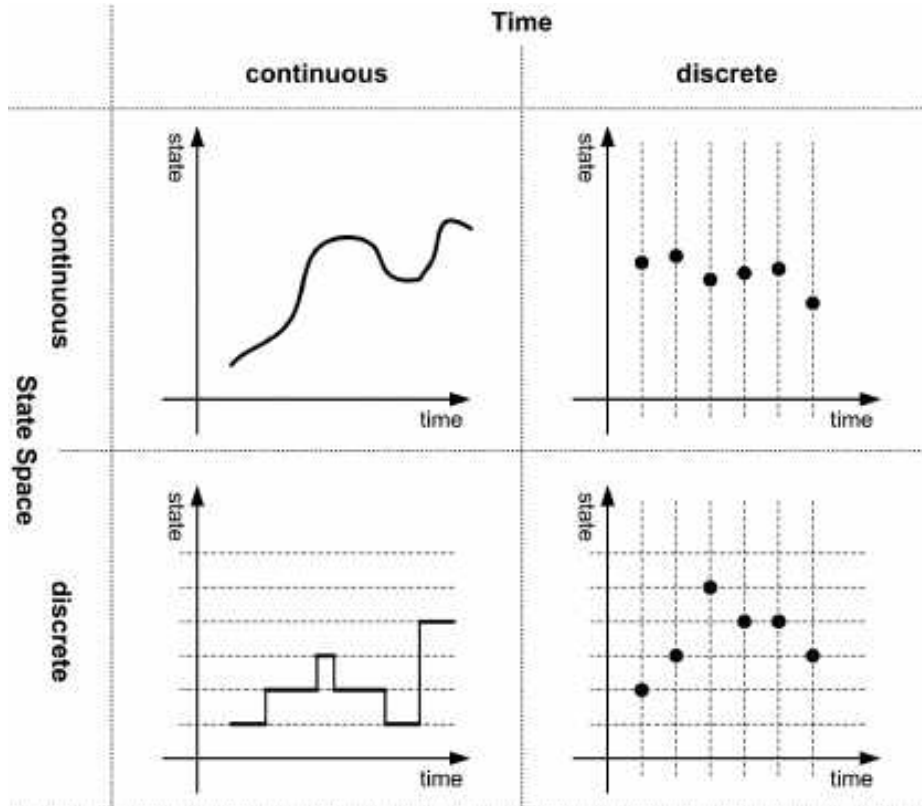 Time
continuous
discrete
State Space
continuous
state
time
state
time
discrete
state
time
state
time